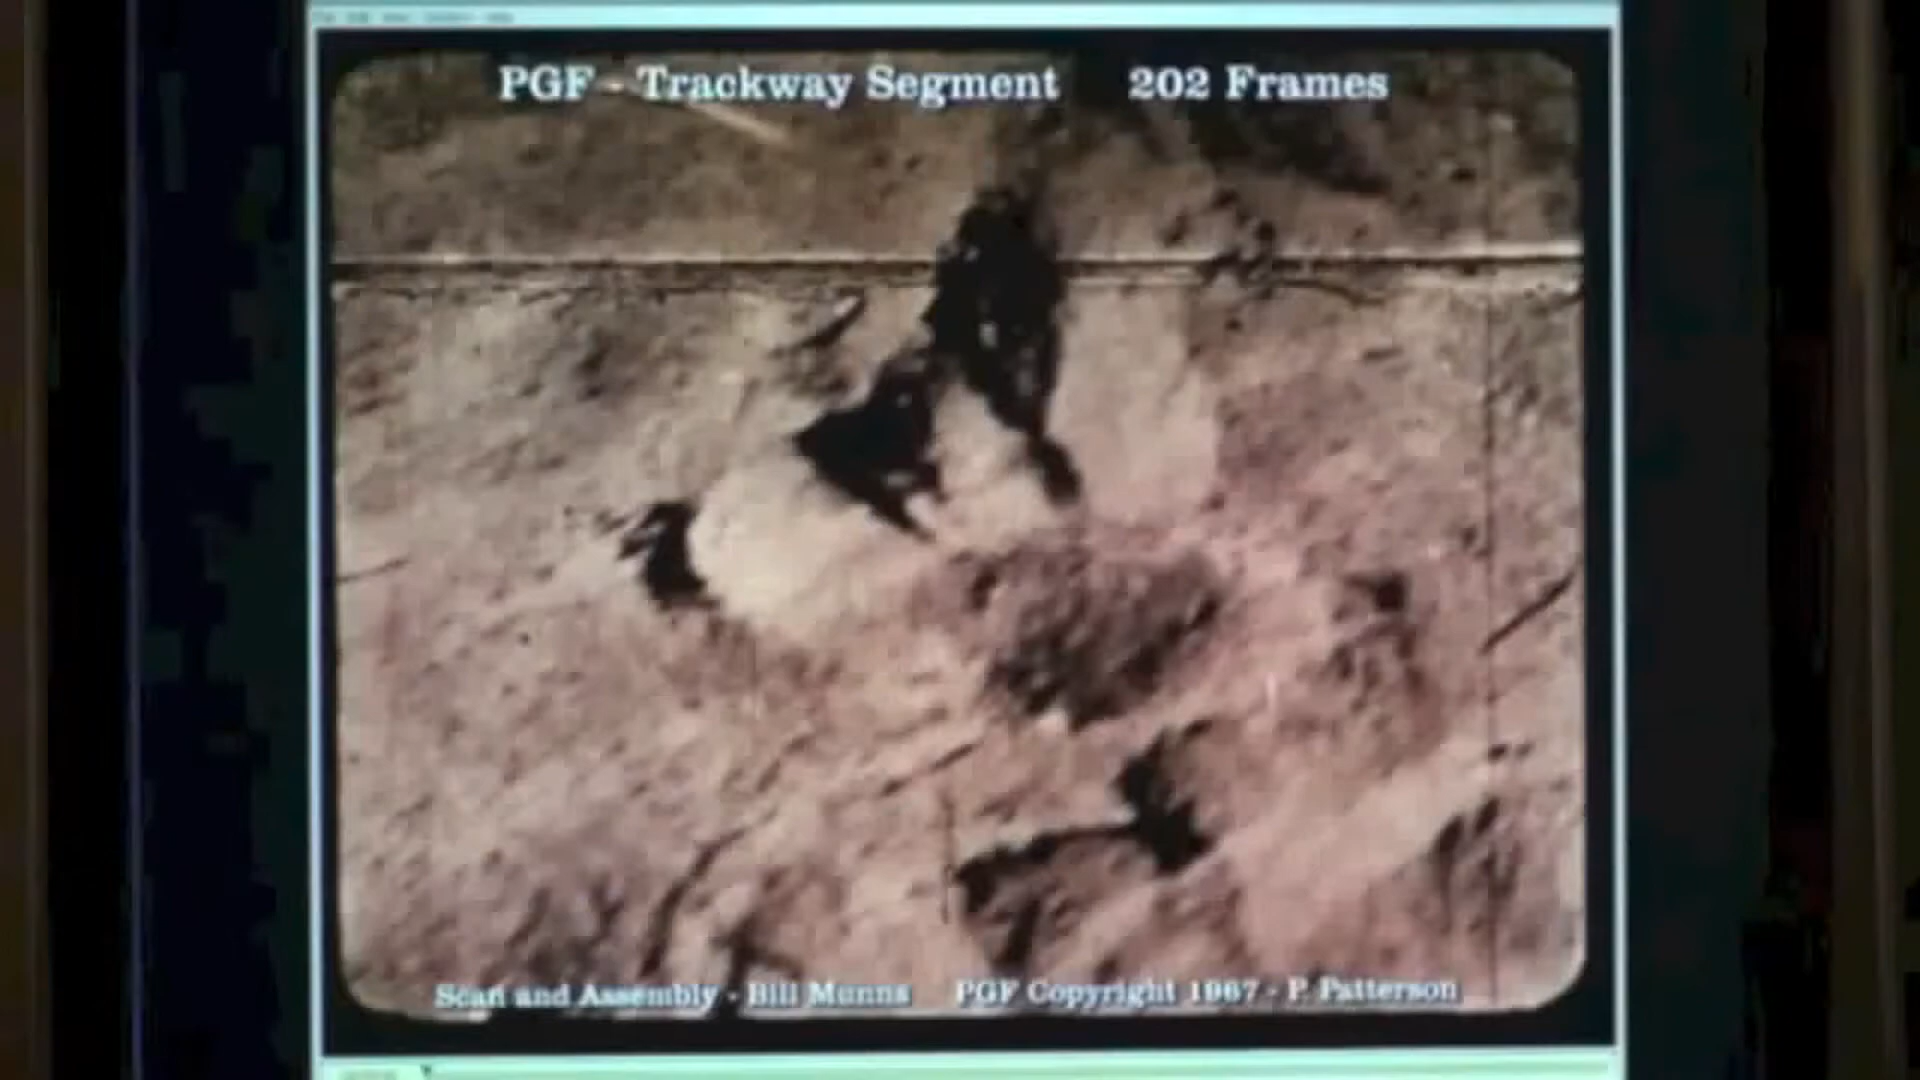 PGF - Trackway Segment 202 Frames
Scan and Assembly - Bill Munns PGF Copyright 1967 - P. Patterson